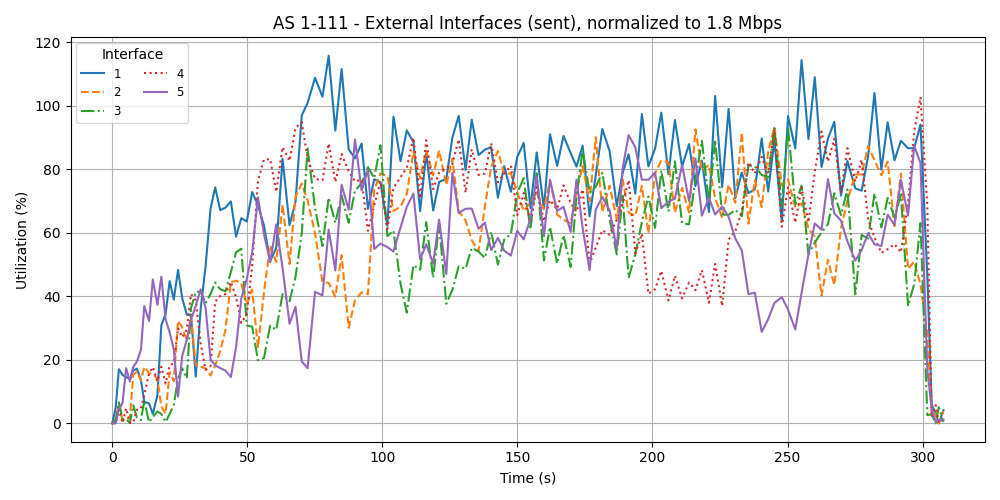 AS 1-111 - External Interfaces (sent), normalized to 1.8 Mbps
Interface
1 4
2 5
3
Utilization (%)
120
100
80
60
40
20
0
0 50 100 150 200 250 300
Time (s)